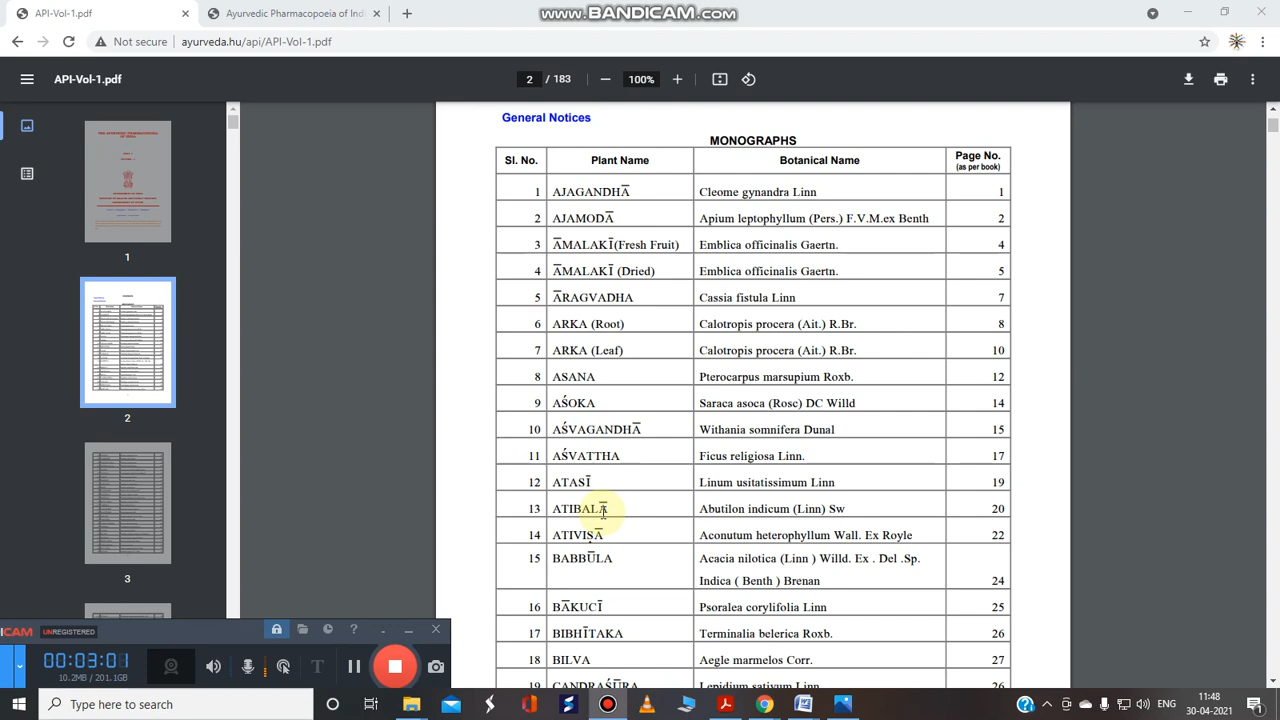 API-Vol-1.pdf
Ayurvedic Pharmacopoeia of Indi
www.BANDICAM.com
Not secure
ayurveda.hu/api/API-Vol-1.pdf
API-Vol-1.pdf
2 / 183
100%
General Notices
MONOGRAPHS
Sl. No. Plant Name Botanical Name Page No. (as per book)
1 AJAGANDHĀ Cleome gynandra Linn 1
2 AJAMODĀ Apium leptophyllum (Pers.) F.V.M.ex Benth 2
3 ĀMALAKĪ(Fresh Fruit) Emblica officinalis Gaertn. 4
4 ĀMALAKĪ (Dried) Emblica officinalis Gaertn. 5
5 ĀRAGVADHA Cassia fistula Linn 7
6 ARKA (Root) Calotropis procera (Ait.) R.Br. 8
7 ARKA (Leaf) Calotropis procera (Ait.) R.Br. 10
8 ASANA Pterocarpus marsupium Roxb. 12
9 AŚOKA Saraca asoca (Rosc) DC Willd 14
10 AŚVAGANDHĀ Withania somnifera Dunal 15
11 AŚVATTHA Ficus religiosa Linn. 17
12 ATASĪ Linum usitatissimum Linn 19
13 ATIBALĀ Abutilon indicum (Linn) Sw 20
14 ATIVIṢĀ Aconutum heterophyllum Wall. Ex Royle 22
15 BABBŪLA Acacia nilotica (Linn ) Willd. Ex . Del .Sp.
Indica ( Benth ) Brenan 24
16 BĀKUCĪ Psoralea corylifolia Linn 25
17 BIBHĪTAKA Terminalia belerica Roxb. 26
18 BILVA Aegle marmelos Corr. 27
19 CANDRAŚŪRA Lepidium sativum Linn 26
1
2
3
ICAM UNREGISTERED
00:03:01
10.2MB / 201.1GB
Type here to search
ENG
11:48
30-04-2021